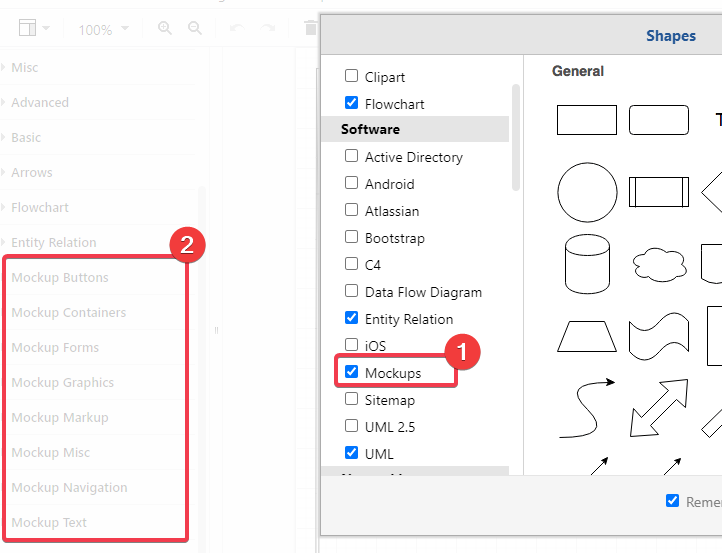 100%
Misc
Advanced
Basic
Arrows
Flowchart
Entity Relation
2
Mockup Buttons
Mockup Containers
Mockup Forms
Mockup Graphics
Mockup Markup
Mockup Misc
Mockup Navigation
Mockup Text
Shapes
Clipart
Flowchart
Software
Active Directory
Android
Atlassian
Bootstrap
C4
Data Flow Diagram
Entity Relation
iOS
1
Mockups
Sitemap
UML 2.5
UML
General